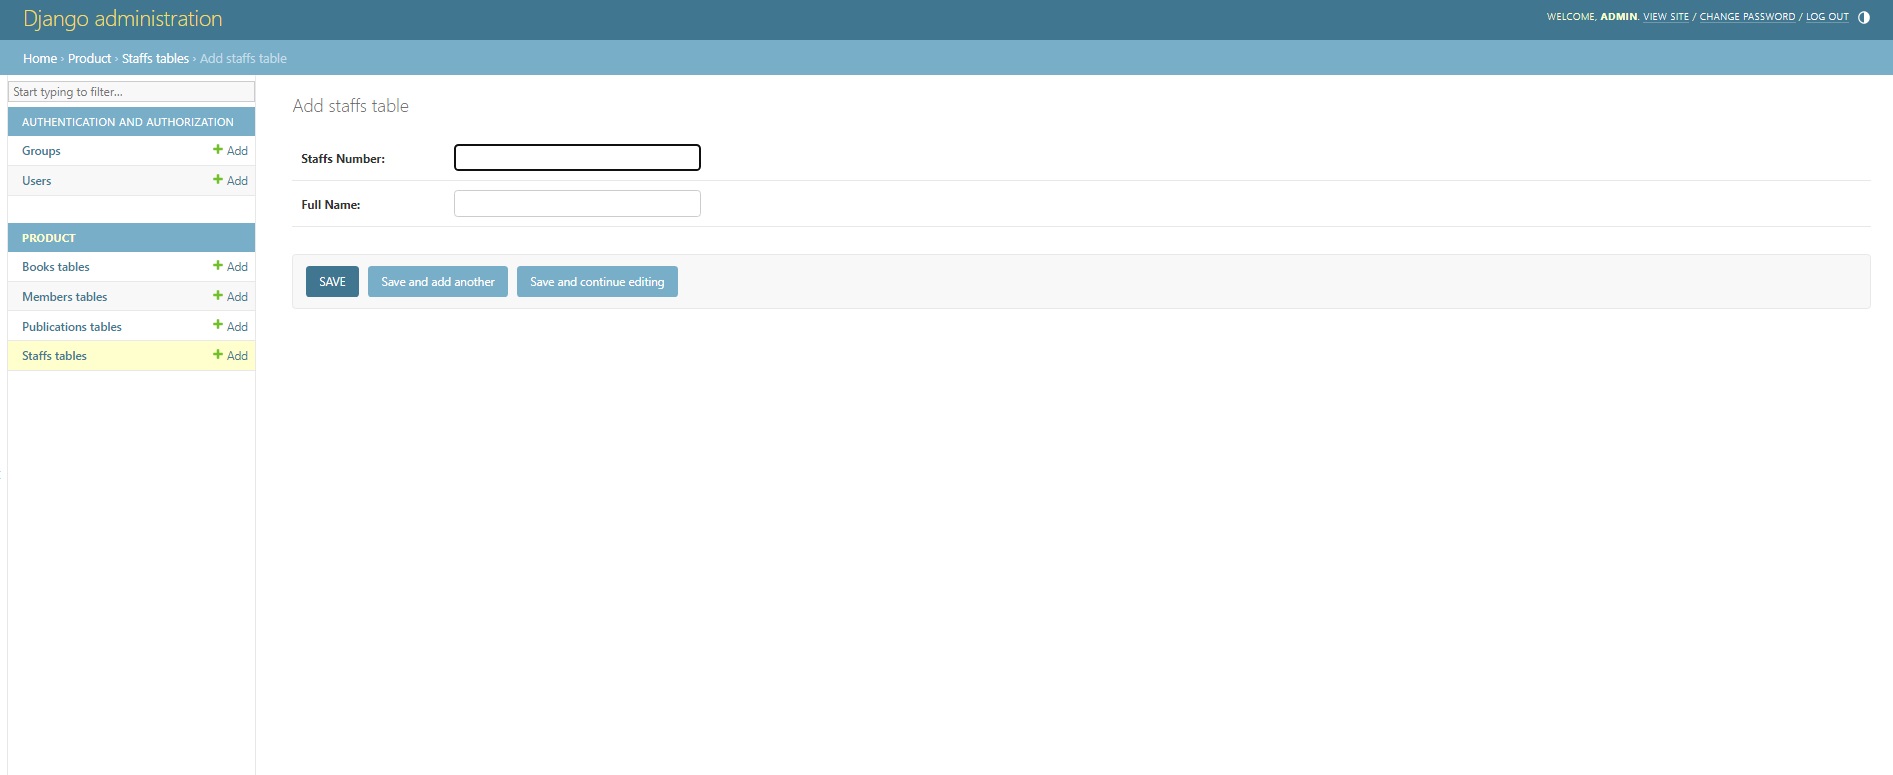 Django administration
WELCOME, ADMIN. VIEW SITE / CHANGE PASSWORD / LOG OUT
Home › Product › Staffs tables › Add staffs table
Start typing to filter...
AUTHENTICATION AND AUTHORIZATION
Groups + Add
Users + Add
PRODUCT
Books tables + Add
Members tables + Add
Publications tables + Add
Staffs tables + Add
Add staffs table
Staffs Number:
Full Name:
SAVE
Save and add another
Save and continue editing